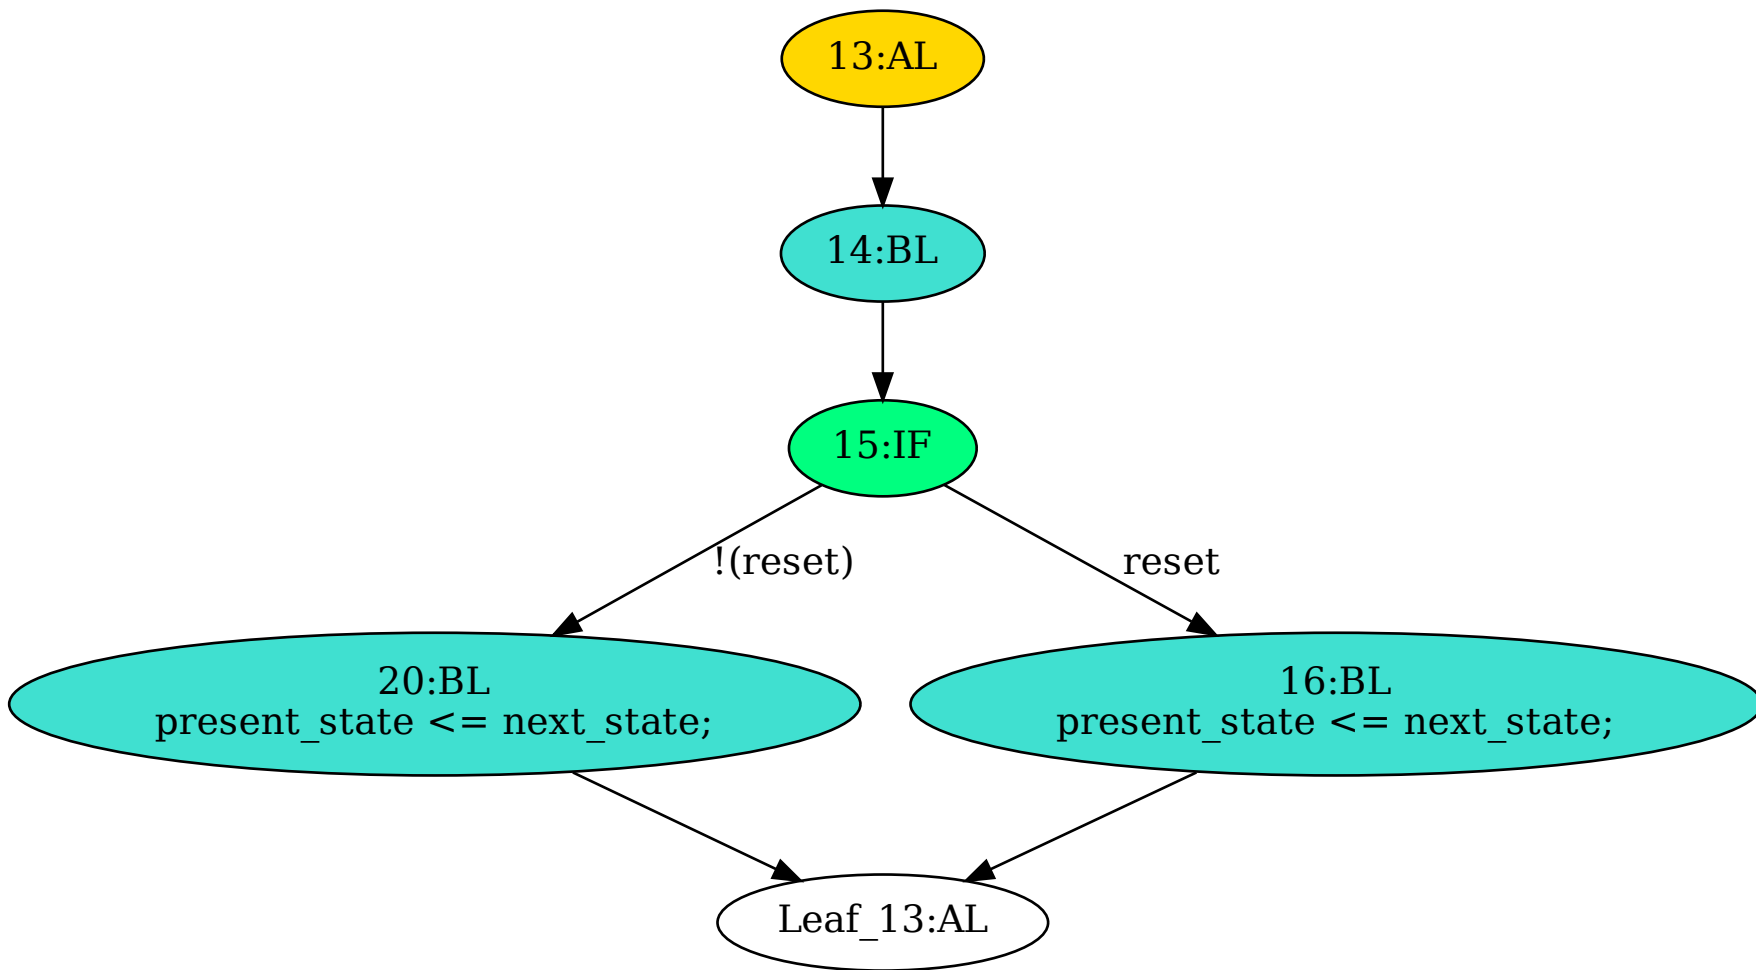 13:AL
14:BL
15:IF
!(reset)
reset
20:BL
present_state <= next_state;
16:BL
present_state <= next_state;
Leaf_13:AL